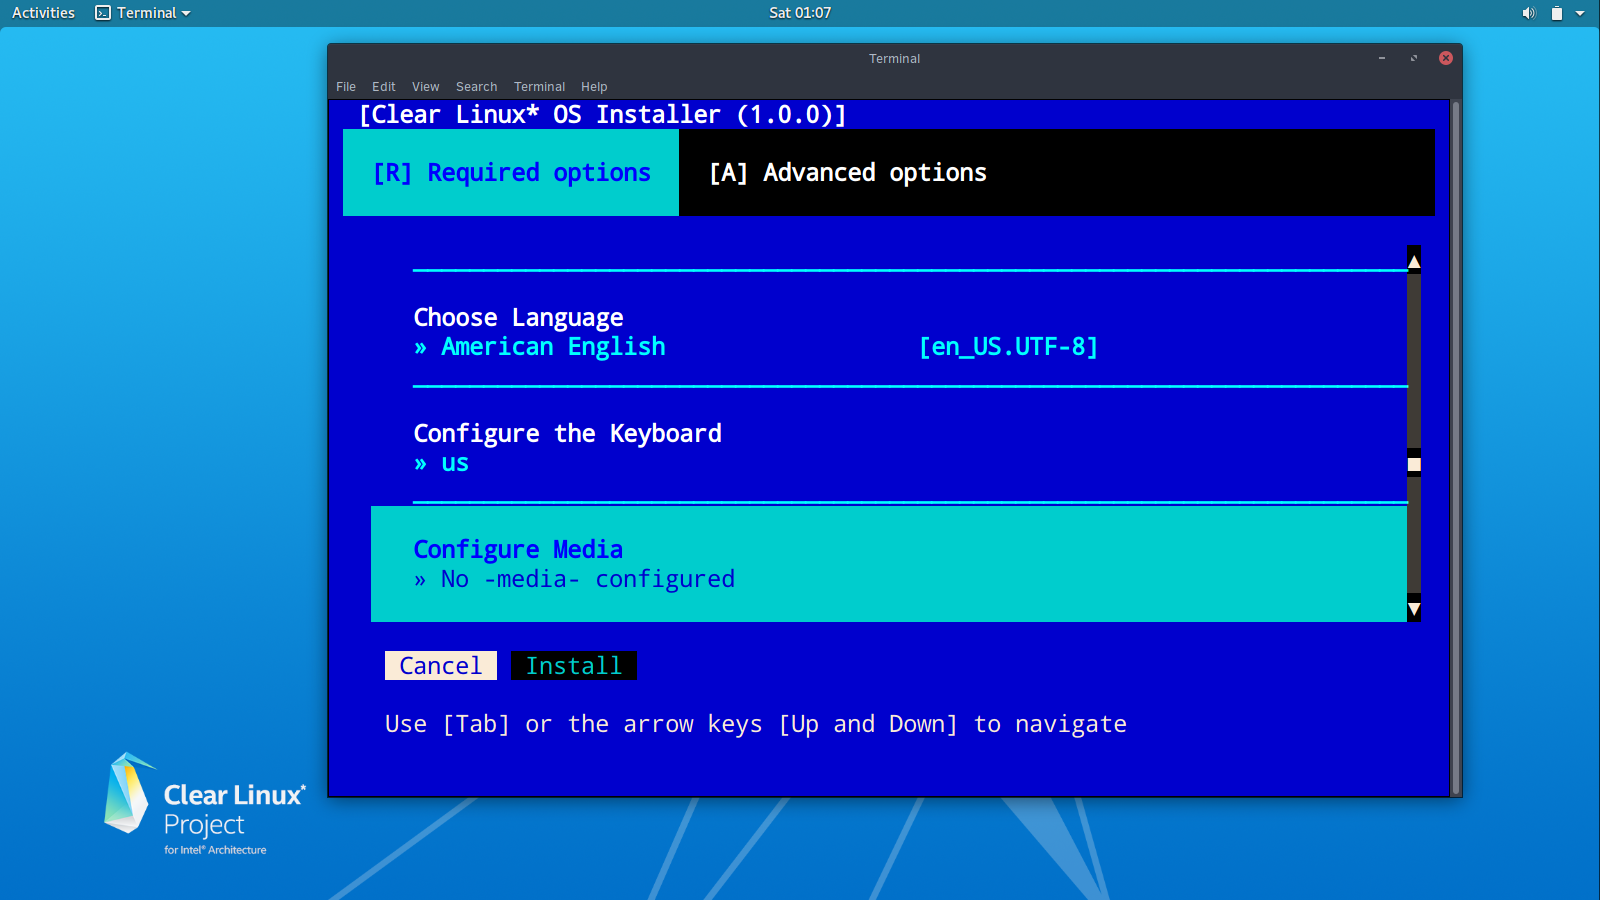 Activities Terminal Sat 01:07
Terminal
File Edit View Search Terminal Help
[Clear Linux* OS Installer (1.0.0)]
[R] Required options [A] Advanced options
Choose Language
» American English [en_US.UTF-8]
Configure the Keyboard
» us
Configure Media
» No -media- configured
Cancel Install
Use [Tab] or the arrow keys [Up and Down] to navigate
Clear Linux*
Project
for Intel® Architecture